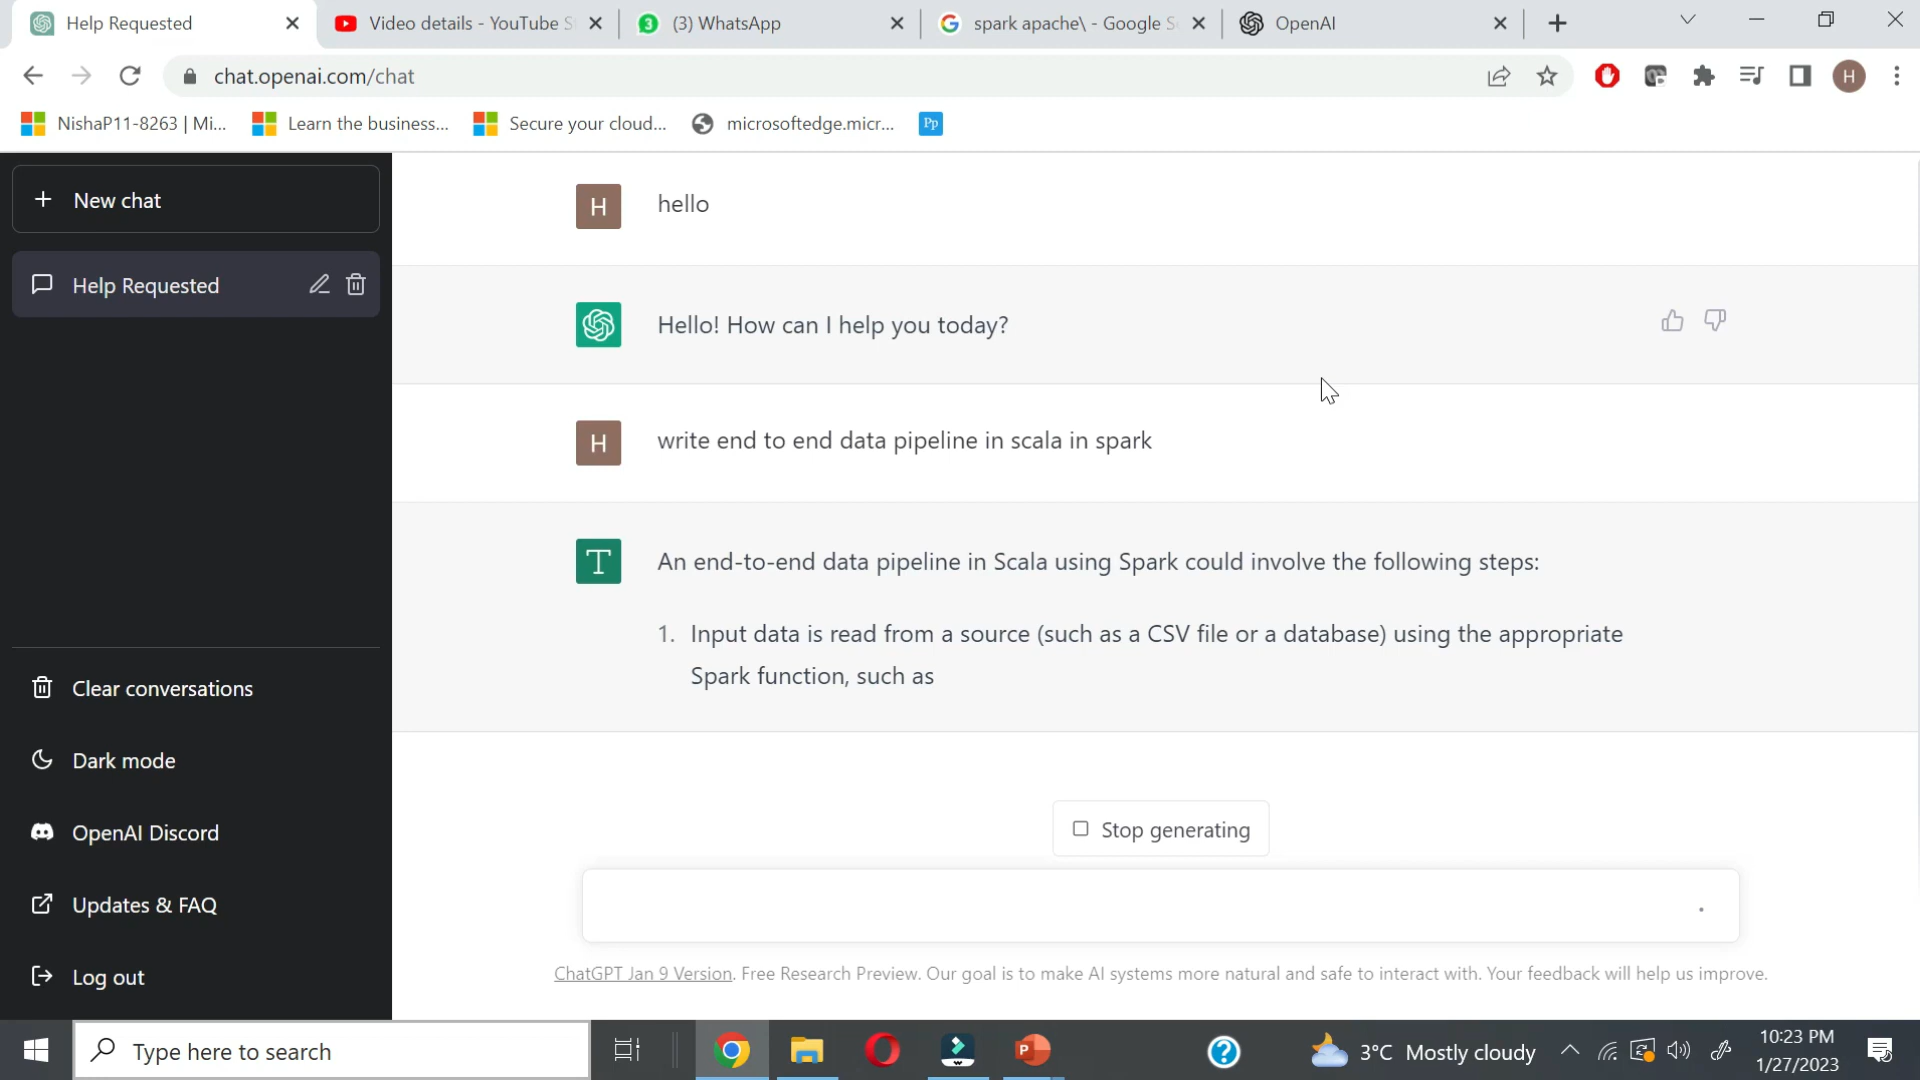 Help Requested
Video details - YouTube S
(3) WhatsApp
spark apache\ - Google S
OpenAI
chat.openai.com/chat
H
NishaP11-8263 | Mi...
Learn the business...
Secure your cloud...
microsoftedge.micr...
Pp
New chat
Help Requested
Clear conversations
Dark mode
OpenAI Discord
Updates & FAQ
Log out
H
hello
Hello! How can I help you today?
H
write end to end data pipeline in scala in spark
T
An end-to-end data pipeline in Scala using Spark could involve the following steps:
1. Input data is read from a source (such as a CSV file or a database) using the appropriate
Spark function, such as
Stop generating
ChatGPT Jan 9 Version. Free Research Preview. Our goal is to make AI systems more natural and safe to interact with. Your feedback will help us improve.
Type here to search
3°C Mostly cloudy
10:23 PM
1/27/2023